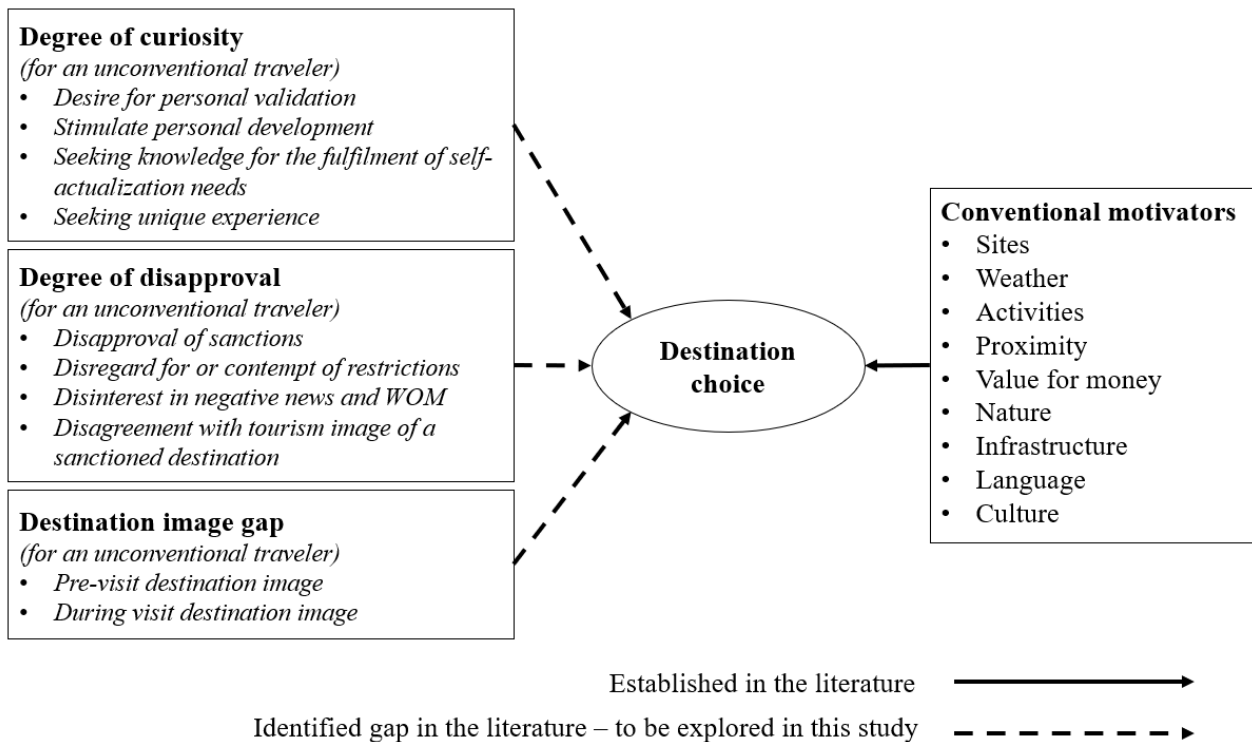 Degree of curiosity
(for an unconventional traveler)
• Desire for personal validation
• Stimulate personal development
• Seeking knowledge for the fulfilment of self-
actualization needs
• Seeking unique experience
Degree of disapproval
(for an unconventional traveler)
• Disapproval of sanctions
• Disregard for or contempt of restrictions
• Disinterest in negative news and WOM
• Disagreement with tourism image of a
sanctioned destination
Destination image gap
(for an unconventional traveler)
• Pre-visit destination image
• During visit destination image
Destination
choice
Conventional motivators
• Sites
• Weather
• Activities
• Proximity
• Value for money
• Nature
• Infrastructure
• Language
• Culture
Established in the literature
Identified gap in the literature – to be explored in this study